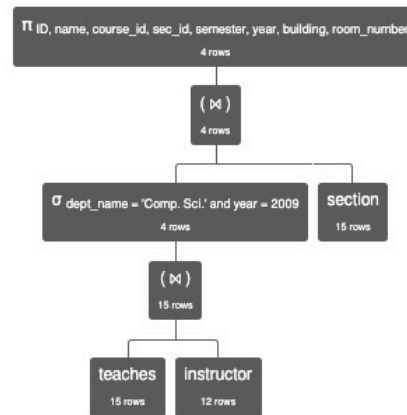 π ID, name, course_id, sec_id, semester, year, building, room_number
4 rows
( ⋈ )
4 rows
σ dept_name = 'Comp. Sci.' and year = 2009
4 rows
section
15 rows
( ⋈ )
15 rows
teaches
15 rows
instructor
12 rows